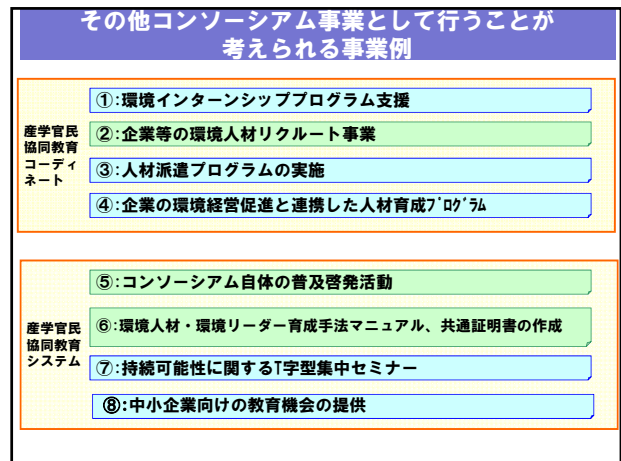 その他コンソーシアム事業として行うことが
考えられる事業例
産学官民
協同教育
コーディ
ネート
①:環境インターンシッププログラム支援
②:企業等の環境人材リクルート事業
③:人材派遣プログラムの実施
④:企業の環境経営促進と連携した人材育成ﾌﾟﾛｸﾞﾗﾑ
産学官民
協同教育
システム
⑤:コンソーシアム自体の普及啓発活動
⑥:環境人材・環境リーダー育成手法マニュアル、共通証明書の作成
⑦:持続可能性に関するT字型集中セミナー
⑧:中小企業向けの教育機会の提供